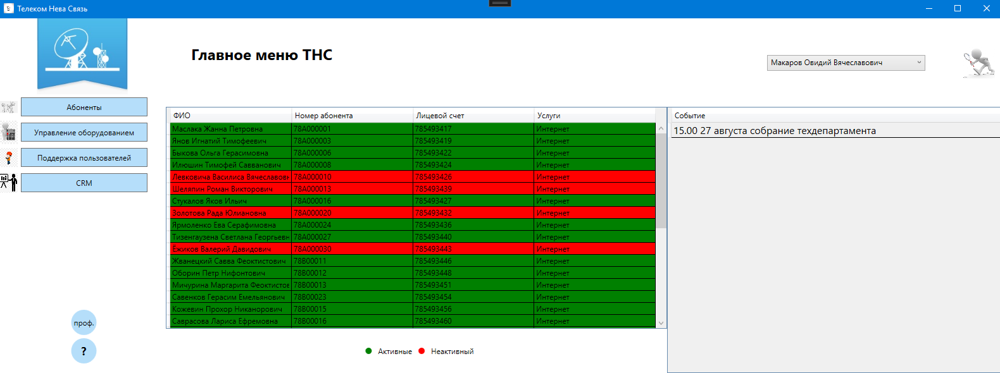 Телеком Нева Связь
Главное меню ТНС
Макаров Овидий Вячеславович
Абоненты
Управление оборудованием
Поддержка пользователей
CRM
ФИО Номер абонента Лицевой счет Услуги
Маслака Жанна Петровна 78A000001 785493417 Интернет
Янов Игнатий Тимофеевич 78A000003 785493419 Интернет
Быкова Ольга Герасимовна 78A000006 785493422 Интернет
Илюшин Тимофей Савванович 78A000008 785493424 Интернет
Левковича Василиса Вячеславовн 78A000010 785493426 Интернет
Шеляпин Роман Викторович 78A000013 785493439 Интернет
Стукалов Яков Ильич 78A000016 785493427 Интернет
Золотова Рада Юлиановна 78A000020 785493432 Интернет
Ярмоленко Ева Серафимовна 78A000024 785493436 Интернет
Тизенгаузена Светлана Георгьевн 78A000027 785493440 Интернет
Ёжиков Валерий Давидович 78A000030 785493443 Интернет
Жванецкий Савва Феоктистович 78B00011 785493446 Интернет
Оборин Петр Нифонтович 78B00012 785493448 Интернет
Мичурина Маргарита Феоктистов 78B00013 785493451 Интернет
Савенков Герасим Емельянович 78B00023 785493454 Интернет
Кожевин Прохор Никанорович 78B00015 785493456 Интернет
Саврасова Лариса Ефремовна 78B00016 785493460 Интернет
Активные Неактивный
Событие
15.00 27 августа собрание техдепартамента
проф.
?